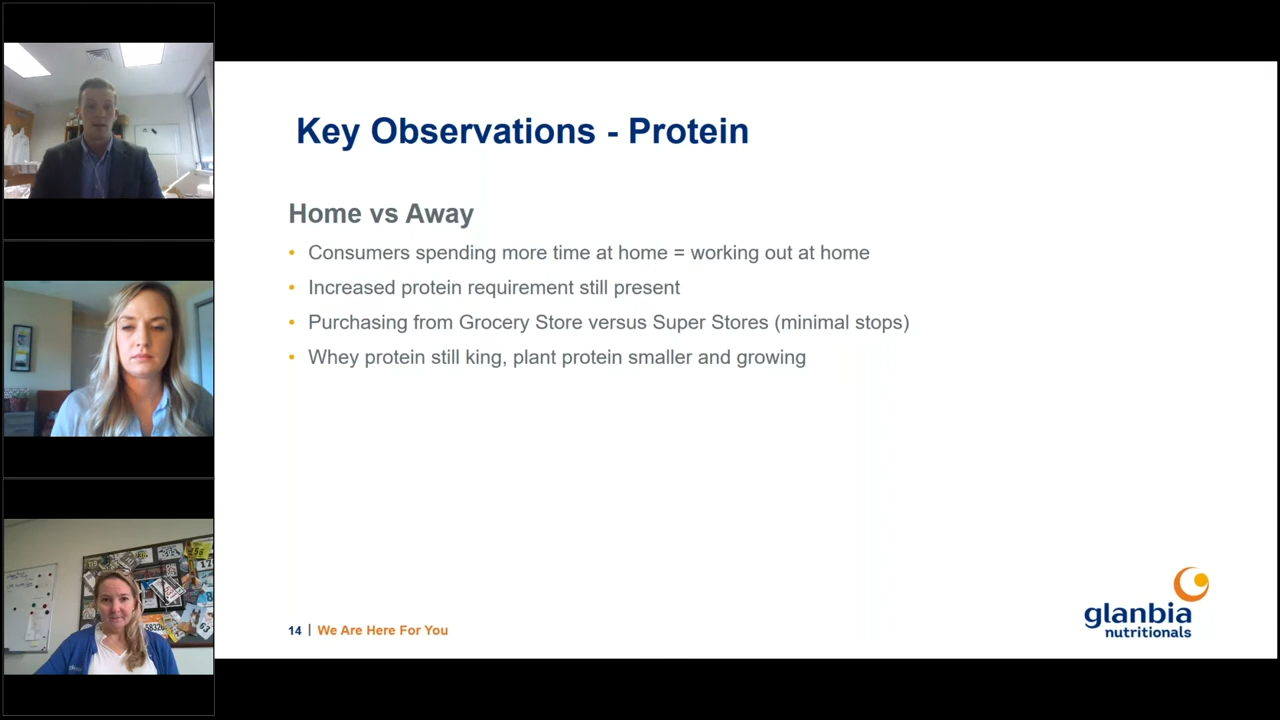 Key Observations - Protein
Home vs Away
• Consumers spending more time at home = working out at home
• Increased protein requirement still present
• Purchasing from Grocery Store versus Super Stores (minimal stops)
• Whey protein still king, plant protein smaller and growing
14 | We Are Here For You
glanbia
nutritionals